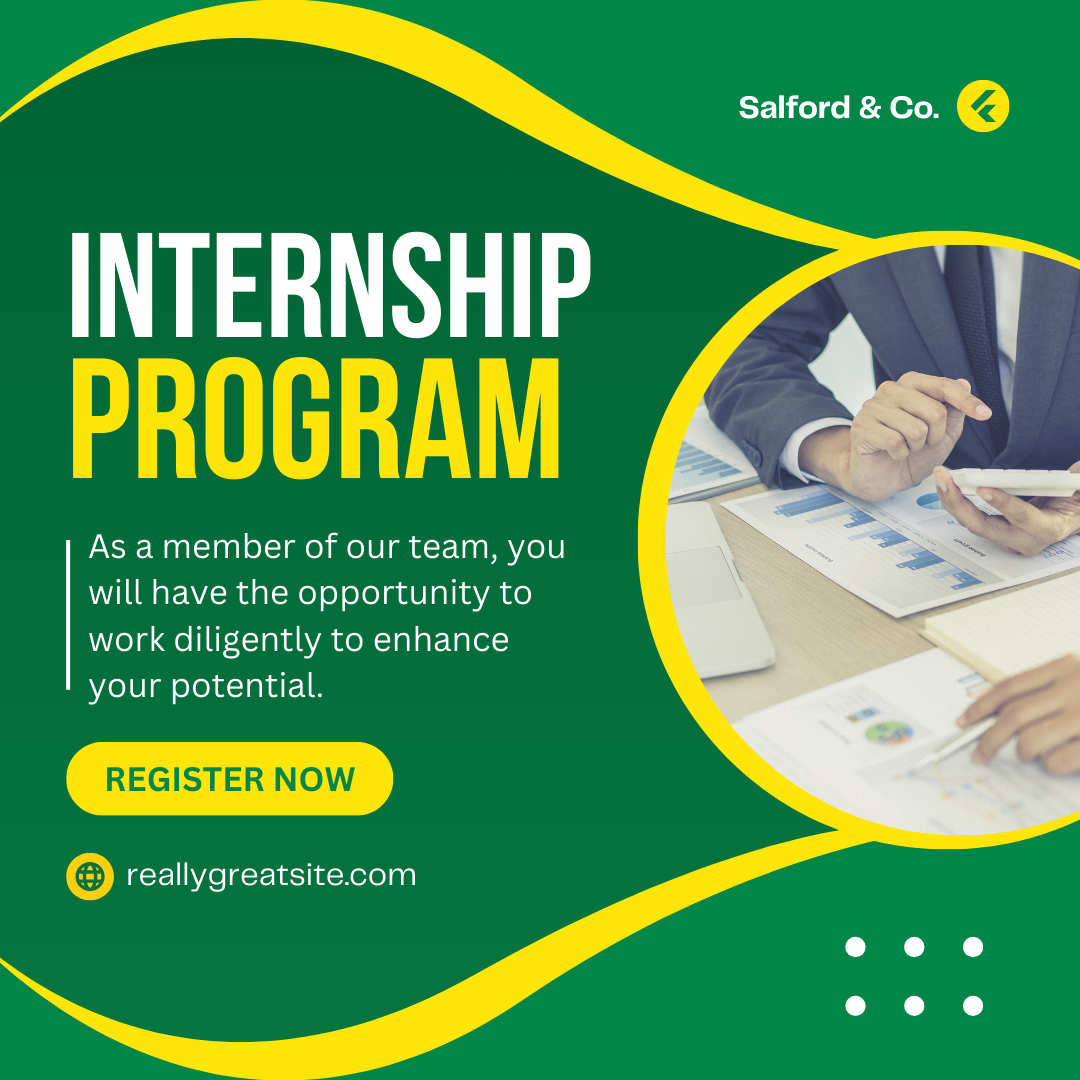 Salford & Co.
INTERNSHIP
PROGRAM
As a member of our team, you
will have the opportunity to
work diligently to enhance
your potential.
REGISTER NOW
reallygreatsite.com